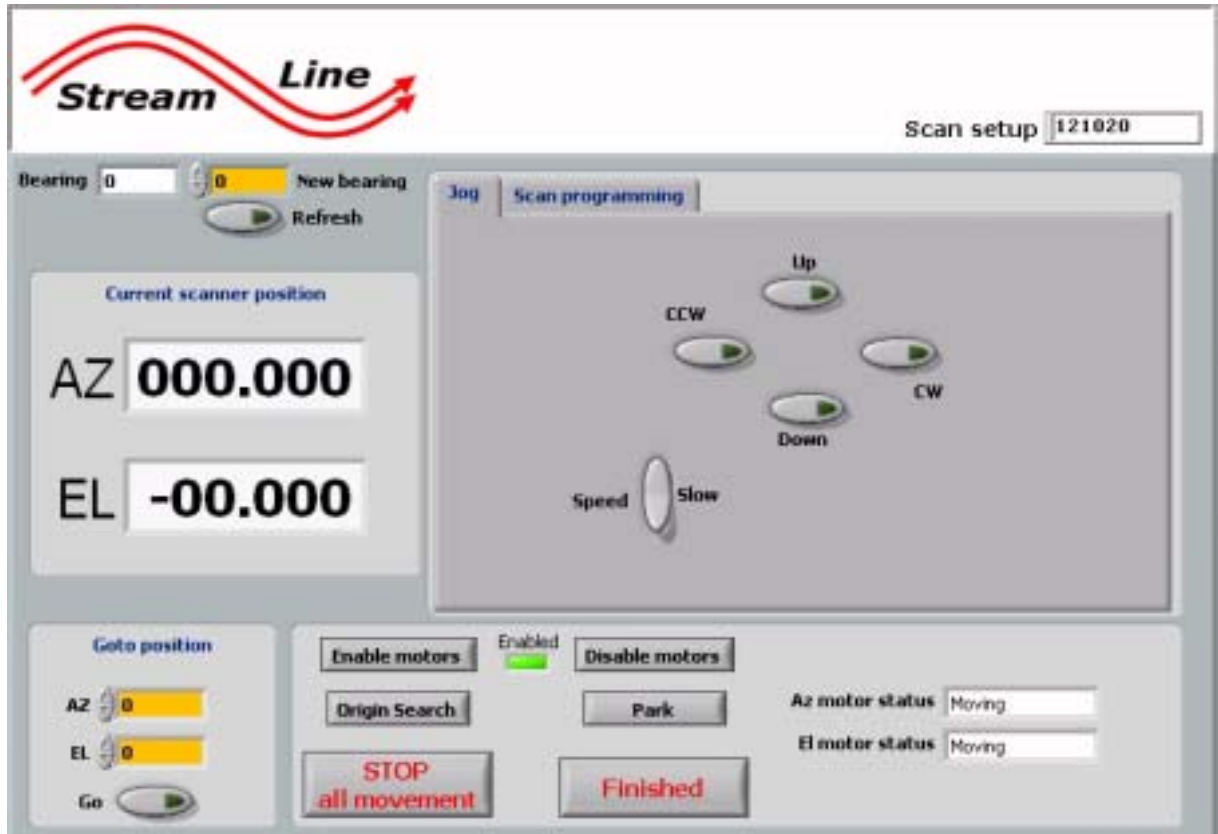 Stream Line
Scan setup 121020
Bearing 0 0 New bearing
Refresh
Current scanner position
AZ 000.000
EL -00.000
Jog Scan programming
Up
CCW
CW
Down
Speed Slow
Goto position
AZ 0
EL 0
Go
Enable motors Enabled Disable motors
Origin Search Park
STOP
all movement
Finished
Az motor status Moving
El motor status Moving